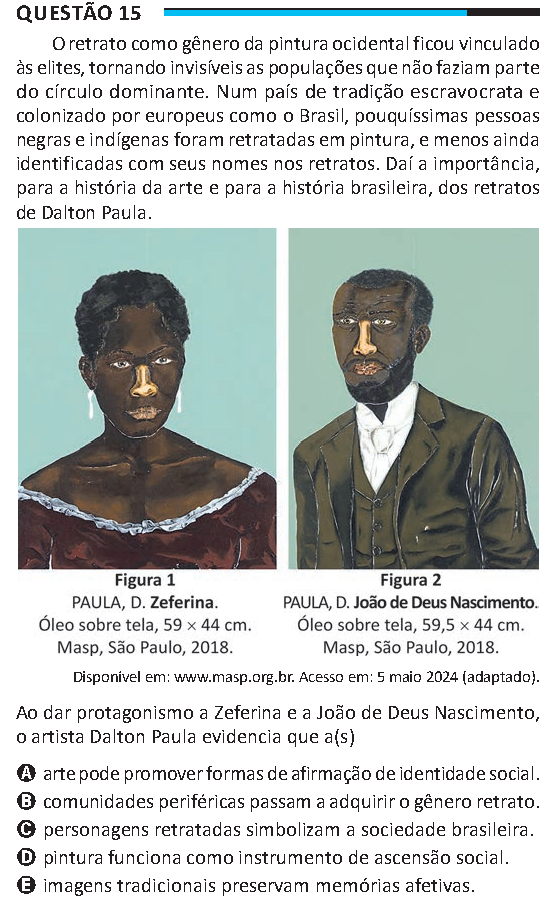 QUESTÃO 15
O retrato como gênero da pintura ocidental ficou vinculado
às elites, tornando invisíveis as populações que não faziam parte
do círculo dominante. Num país de tradição escravocrata e
colonizado por europeus como o Brasil, pouquíssimas pessoas
negras e indígenas foram retratadas em pintura, e menos ainda
identificadas com seus nomes nos retratos. Daí a importância,
para a história da arte e para a história brasileira, dos retratos
de Dalton Paula.
Figura 1
PAULA, D. Zeferina.
Óleo sobre tela, 59 × 44 cm.
Masp, São Paulo, 2018.
Figura 2
PAULA, D. João de Deus Nascimento.
Óleo sobre tela, 59,5 × 44 cm.
Masp, São Paulo, 2018.
Disponível em: www.masp.org.br. Acesso em: 5 maio 2024 (adaptado).
Ao dar protagonismo a Zeferina e a João de Deus Nascimento,
o artista Dalton Paula evidencia que a(s)
A arte pode promover formas de afirmação de identidade social.
B comunidades periféricas passam a adquirir o gênero retrato.
C personagens retratadas simbolizam a sociedade brasileira.
D pintura funciona como instrumento de ascensão social.
E imagens tradicionais preservam memórias afetivas.